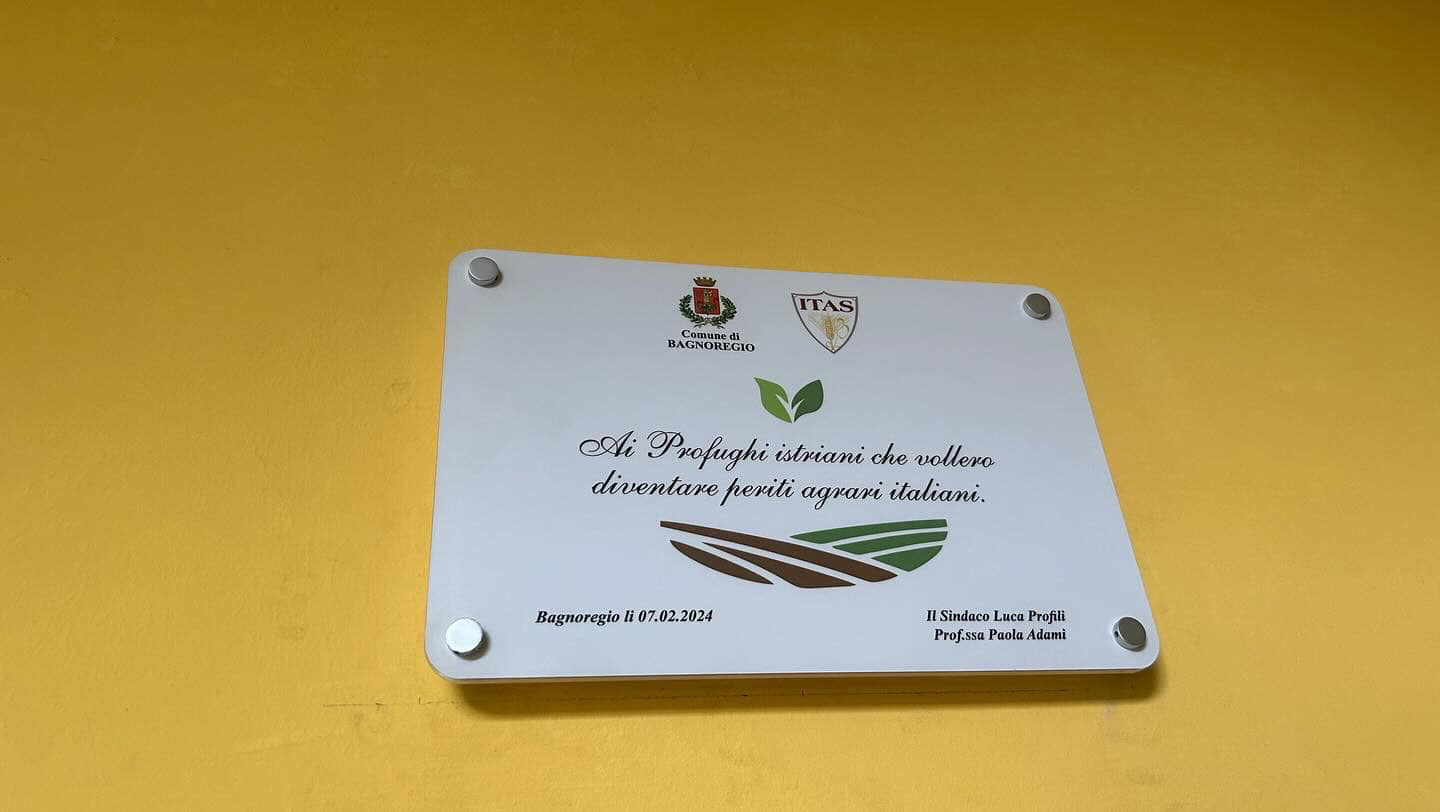 Comune di
BAGNOREGIO
ITAS
Ai Profughi istriani che vollero
diventare periti agrari italiani.
Bagnoregio lì 07.02.2024
Il Sindaco Luca Profili
Prof.ssa Paola Adami